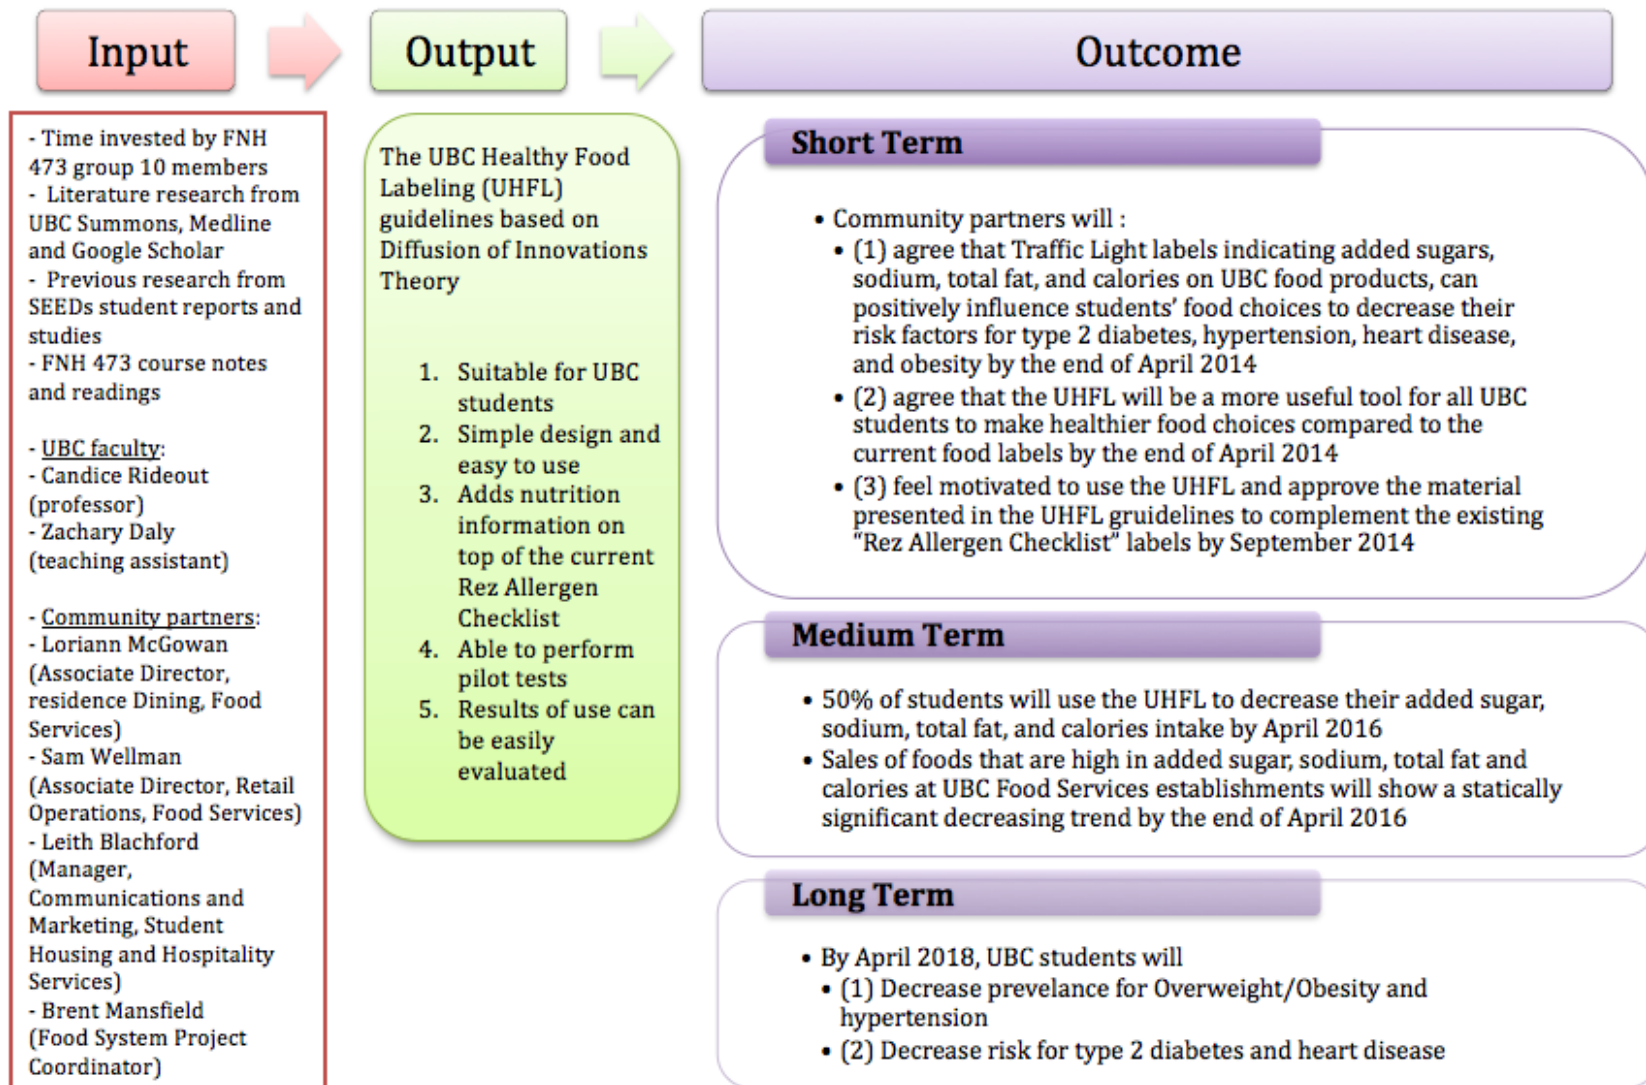 Input
Output
Outcome
- Time invested by FNH
473 group 10 members
- Literature research from
UBC Summons, Medline
and Google Scholar
- Previous research from
SEEDs student reports and
studies
- FNH 473 course notes
and readings
- UBC faculty:
- Candice Rideout
(professor)
- Zachary Daly
(teaching assistant)
- Community partners:
- Loriann McGowan
(Associate Director,
residence Dining, Food
Services)
- Sam Wellman
(Associate Director, Retail
Operations, Food Services)
- Leith Blachford
(Manager,
Communications and
Marketing, Student
Housing and Hospitality
Services)
- Brent Mansfield
(Food System Project
Coordinator)
The UBC Healthy Food
Labeling (UHFL)
guidelines based on
Diffusion of Innovations
Theory
1. Suitable for UBC
students
2. Simple design and
easy to use
3. Adds nutrition
information on
top of the current
Rez Allergen
Checklist
4. Able to perform
pilot tests
5. Results of use can
be easily
evaluated
Short Term
• Community partners will :
• (1) agree that Traffic Light labels indicating added sugars,
sodium, total fat, and calories on UBC food products, can
positively influence students' food choices to decrease their
risk factors for type 2 diabetes, hypertension, heart disease,
and obesity by the end of April 2014
• (2) agree that the UHFL will be a more useful tool for all UBC
students to make healthier food choices compared to the
current food labels by the end of April 2014
• (3) feel motivated to use the UHFL and approve the material
presented in the UHFL gruidelines to complement the existing
"Rez Allergen Checklist" labels by September 2014
Medium Term
• 50% of students will use the UHFL to decrease their added sugar,
sodium, total fat, and calories intake by April 2016
• Sales of foods that are high in added sugar, sodium, total fat and
calories at UBC Food Services establishments will show a statically
significant decreasing trend by the end of April 2016
Long Term
• By April 2018, UBC students will
• (1) Decrease prevelance for Overweight/Obesity and
hypertension
• (2) Decrease risk for type 2 diabetes and heart disease